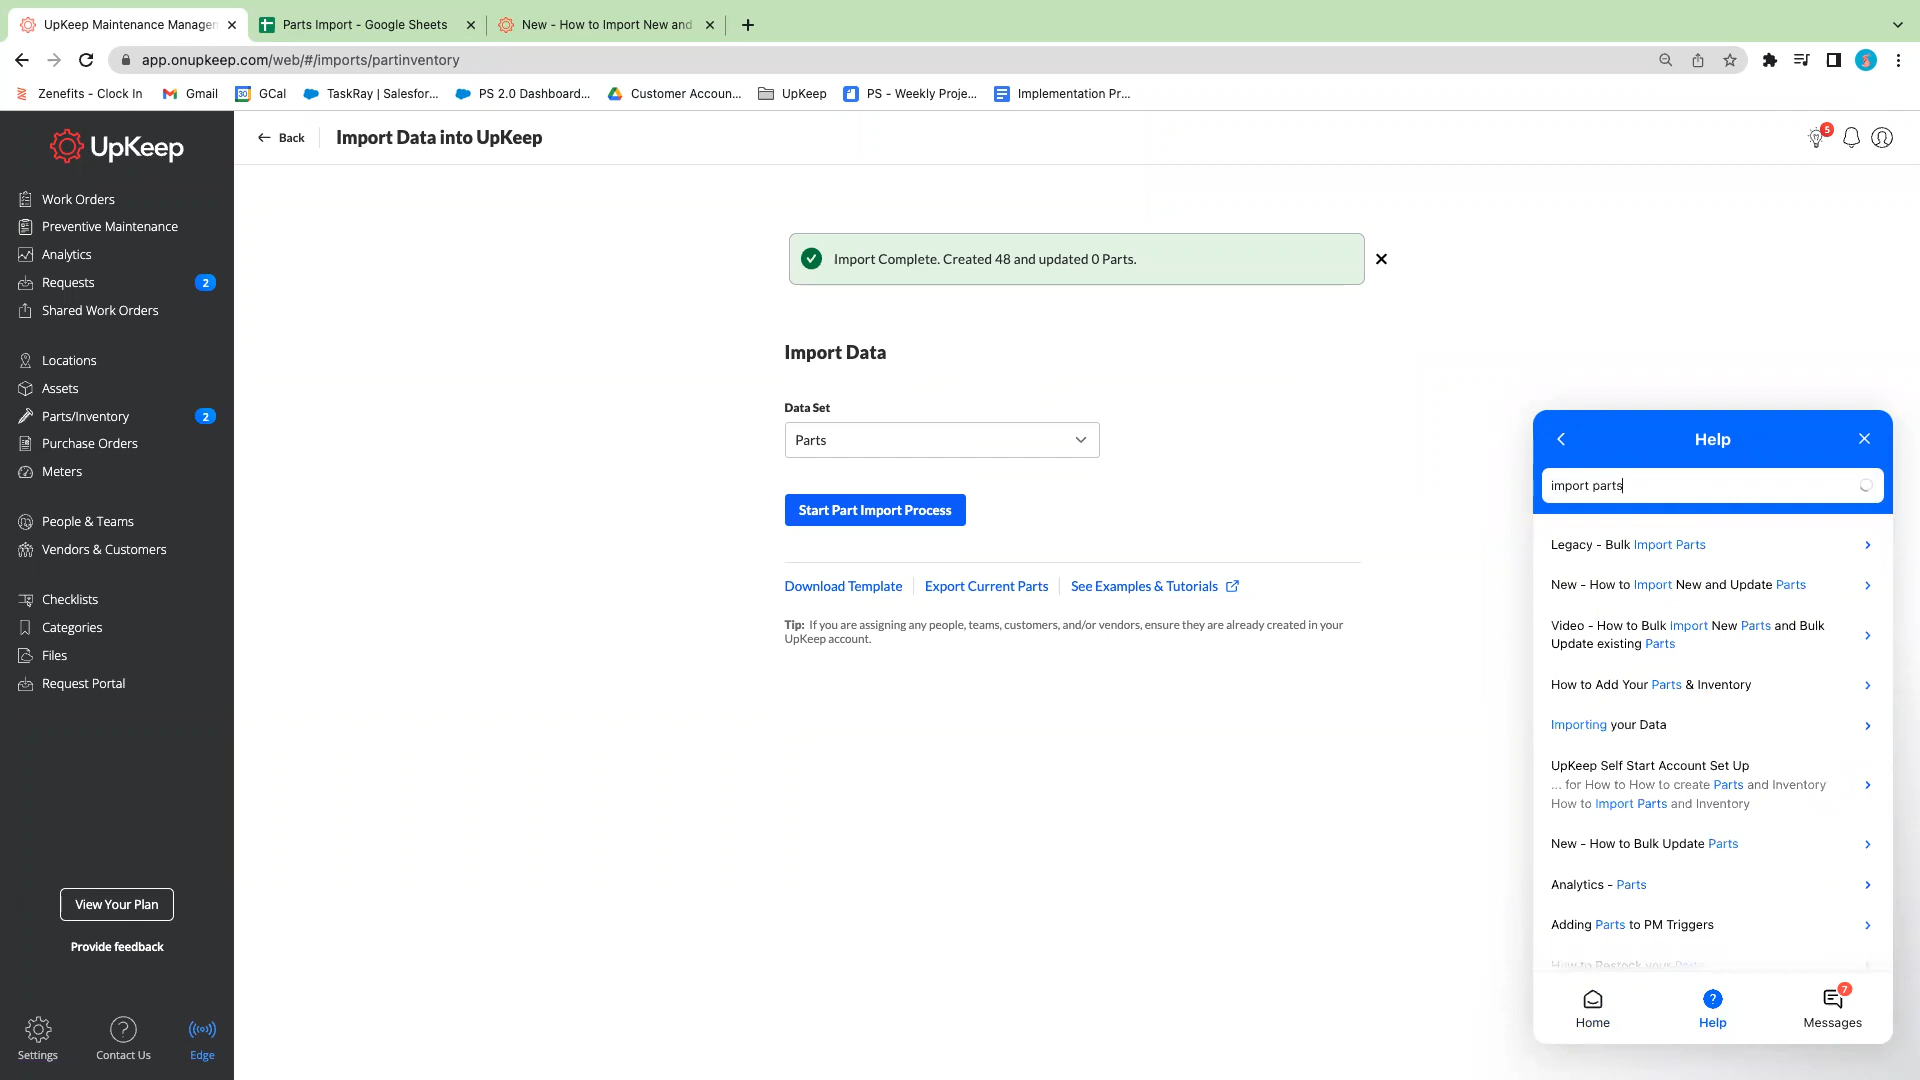 UpKeep Maintenance Managem
Parts Import - Google Sheets
New - How to Import New and
app.onupkeep.com/web/#/imports/partinventory
Zenefits - Clock In
Gmail
30
GCal
TaskRay | Salesfor...
PS 2.0 Dashboard...
Customer Accoun...
UpKeep
PS - Weekly Proje...
Implementation Pr...
UpKeep
Back
Import Data into UpKeep
5
Work Orders
Preventive Maintenance
Analytics
Requests
2
Shared Work Orders
Locations
Assets
Parts/Inventory
2
Purchase Orders
Meters
People & Teams
Vendors & Customers
Checklists
Categories
Files
Request Portal
View Your Plan
Provide feedback
Settings
Contact Us
Edge
Import Complete. Created 48 and updated 0 Parts.
Import Data
Data Set
Parts
Start Part Import Process
Download Template
Export Current Parts
See Examples & Tutorials
Tip: If you are assigning any people, teams, customers, and/or vendors, ensure they are already created in your
UpKeep account.
Help
import parts
Legacy - Bulk Import Parts
New - How to Import New and Update Parts
Video - How to Bulk Import New Parts and Bulk
Update existing Parts
How to Add Your Parts & Inventory
Importing your Data
UpKeep Self Start Account Set Up
... for How to How to create Parts and Inventory
How to Import Parts and Inventory
New - How to Bulk Update Parts
Analytics - Parts
Adding Parts to PM Triggers
How to Restock your Parts
Home
Help
7
Messages